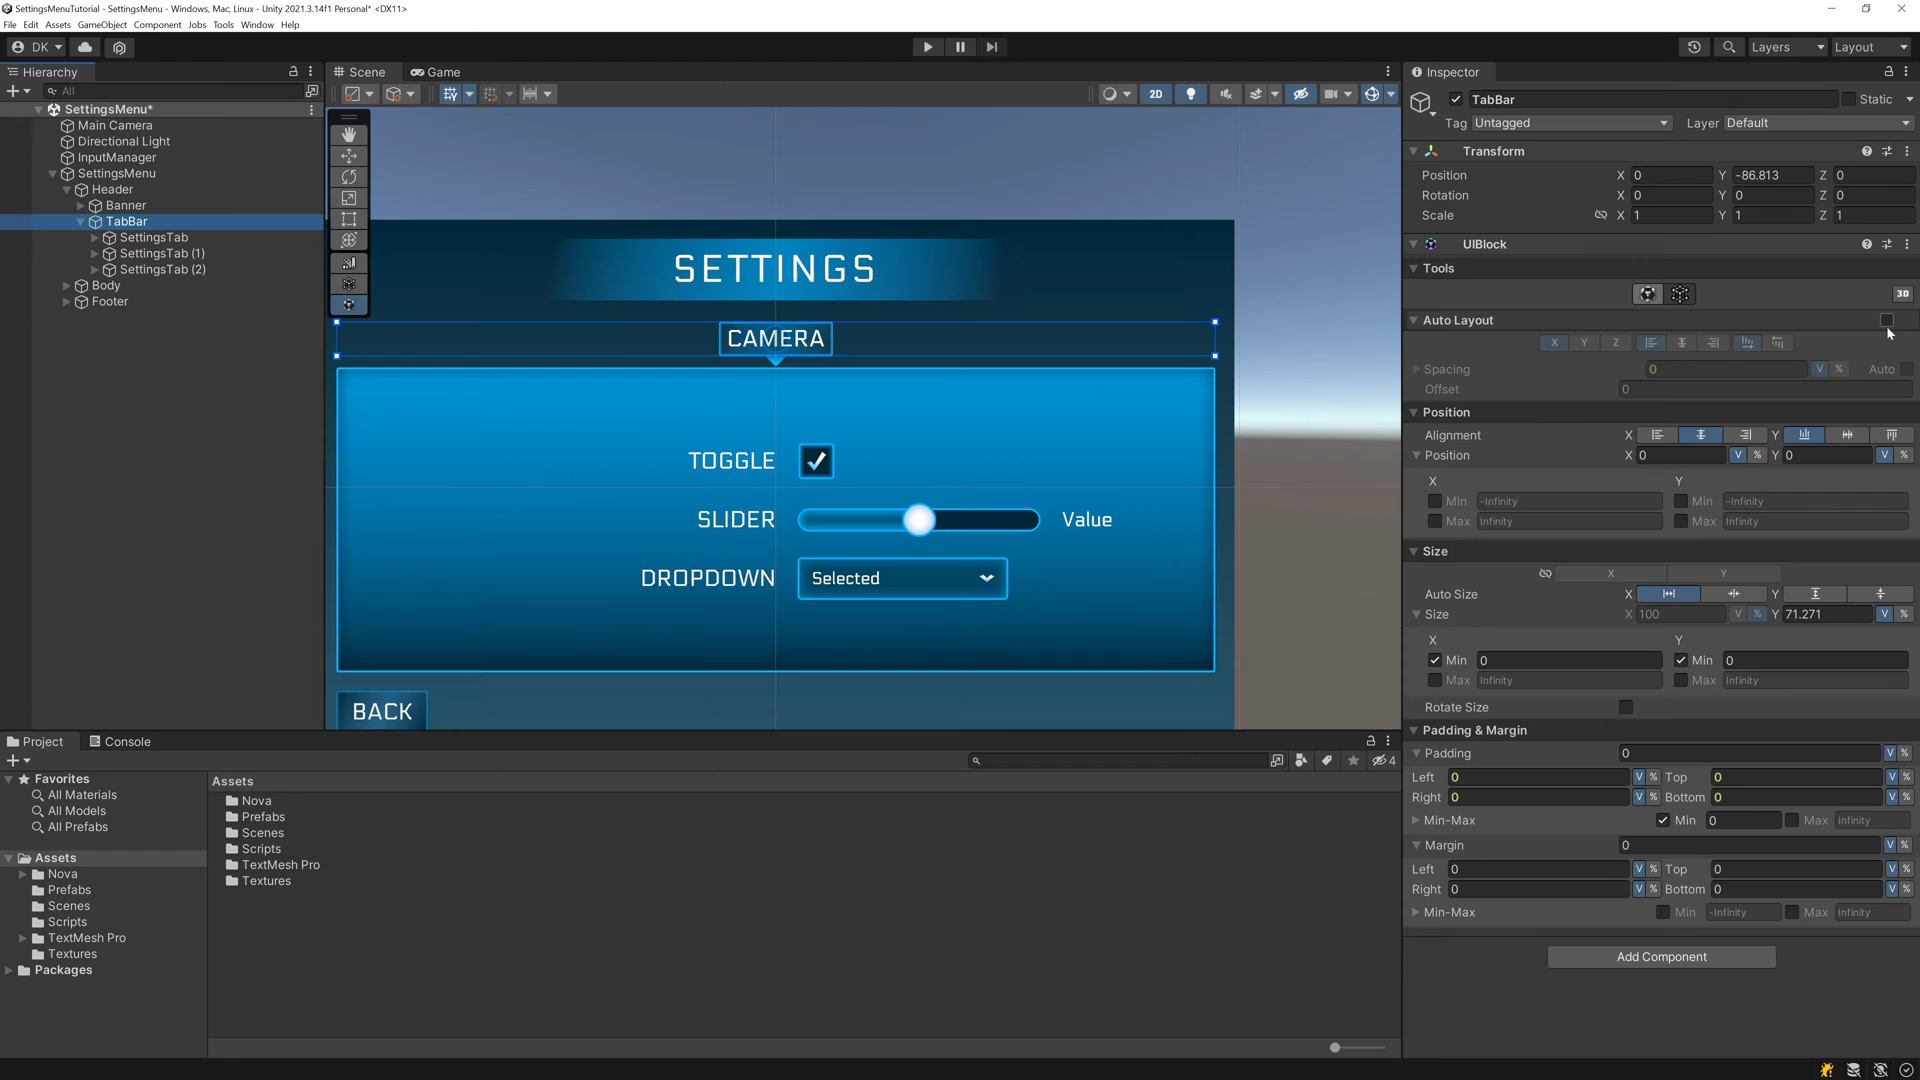 SettingsMenuTutorial - SettingsMenu - Windows, Mac, Linux - Unity 2021.3.14f1 Personal* <DX11>
File Edit Assets GameObject Component Jobs Tools Window Help
DK Layers Layout
Hierarchy
All
SettingsMenu*
Main Camera
Directional Light
InputManager
SettingsMenu
Header
Banner
TabBar
SettingsTab
SettingsTab (1)
SettingsTab (2)
Body
Footer
Scene Game
2D
SETTINGS
CAMERA
TOGGLE
SLIDER Value
DROPDOWN Selected
BACK
Inspector
TabBar Static
Tag Untagged Layer Default
Transform
Position X 0 Y -86.813 Z 0
Rotation X 0 Y 0 Z 0
Scale X 1 Y 1 Z 1
UIBlock
Tools
3D
Auto Layout
X Y Z
Spacing 0 V % Auto
Offset 0
Position
Alignment X Y
Position X 0 V % Y 0 V %
X Y
Min -Infinity Min -Infinity
Max Infinity Max Infinity
Size
X Y
Auto Size X Y
Size X 100 V % Y 71.271 V %
X Y
Min 0 Min 0
Max Infinity Max Infinity
Rotate Size
Padding & Margin
Padding 0 V %
Left 0 V % Top 0 V %
Right 0 V % Bottom 0 V %
Min-Max Min 0 Max Infinity
Margin 0 V %
Left 0 V % Top 0 V %
Right 0 V % Bottom 0 V %
Min-Max Min -Infinity Max Infinity
Add Component
Project Console
4
Favorites
All Materials
All Models
All Prefabs
Assets
Nova
Prefabs
Scenes
Scripts
TextMesh Pro
Textures
Packages
Assets
Nova
Prefabs
Scenes
Scripts
TextMesh Pro
Textures